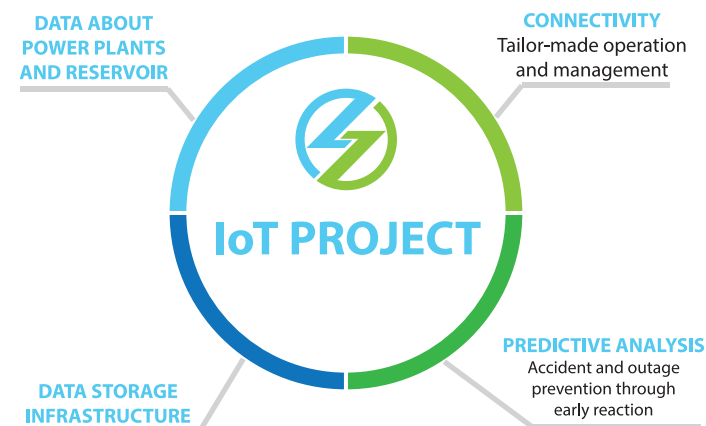 DATA ABOUT
POWER PLANTS
AND RESERVOIR
CONNECTIVITY
Tailor-made operation
and management
IoT PROJECT
DATA STORAGE
INFRASTRUCTURE
PREDICTIVE ANALYSIS
Accident and outage
prevention through
early reaction